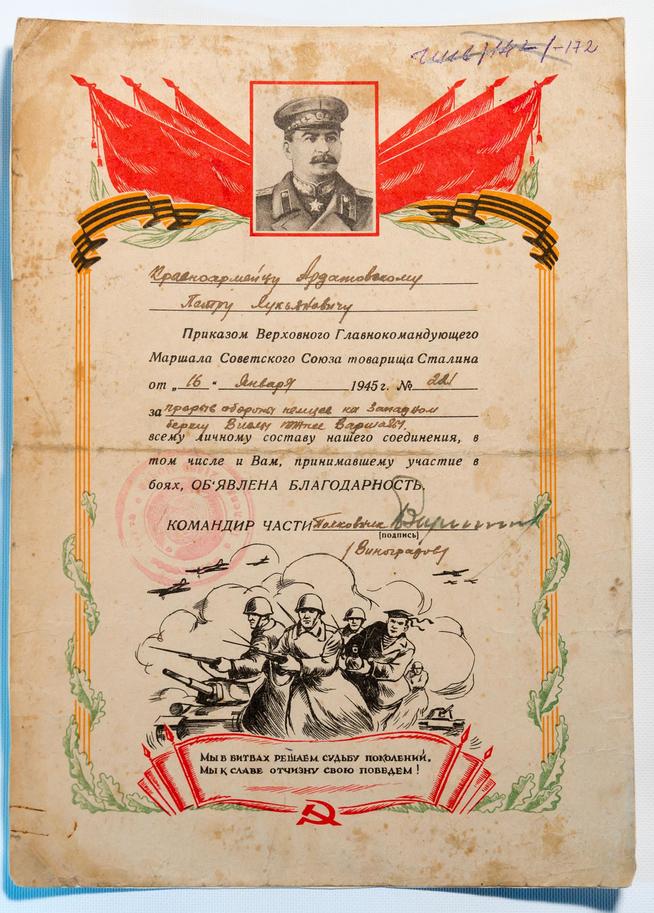 -172
Красноармейцу Ардатовскому
Петру Лукьяновичу
Приказом Верховного Главнокомандующего
Маршала Советского Союза товарища Сталина
от „ 16 “ Января 1945 г. № 221
за прорыв обороны немцев на Западном
берегу Вислы южнее Варшавы,
всему личному составу нашего соединения, в
том числе и Вам, принимавшему участие в
боях, ОБ'ЯВЛЕНА БЛАГОДАРНОСТЬ.
КОМАНДИР ЧАСТИ Полковник
[подпись]
(Виноградов)
МЫ В БИТВАХ РЕШАЕМ СУДЬБУ ПОКОЛЕНИЙ,
МЫ К СЛАВЕ ОТЧИЗНУ СВОЮ ПОВЕДЕМ!